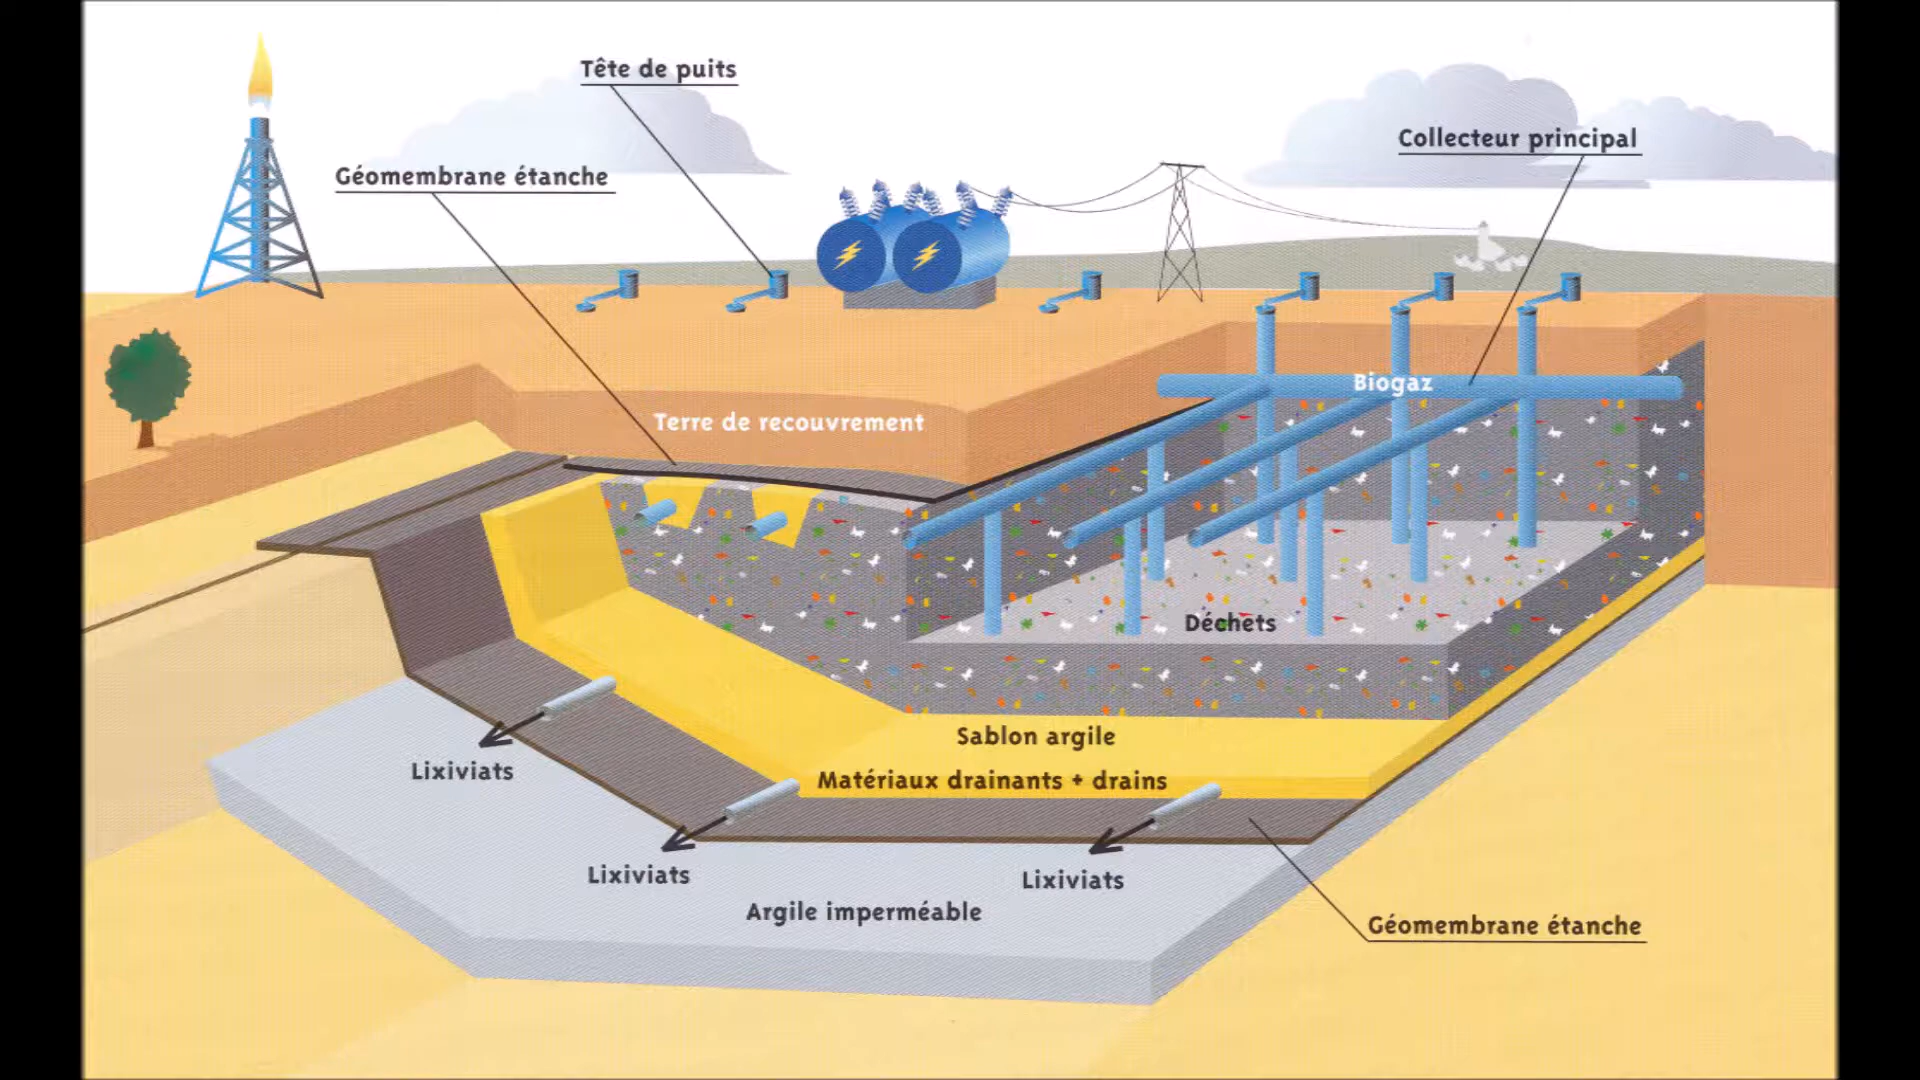 Tête de puits
Collecteur principal
Géomembrane étanche
Biogaz
Terre de recouvrement
Déchets
Sablon argile
Lixiviats
Matériaux drainants + drains
Lixiviats
Lixiviats
Argile imperméable
Géomembrane étanche